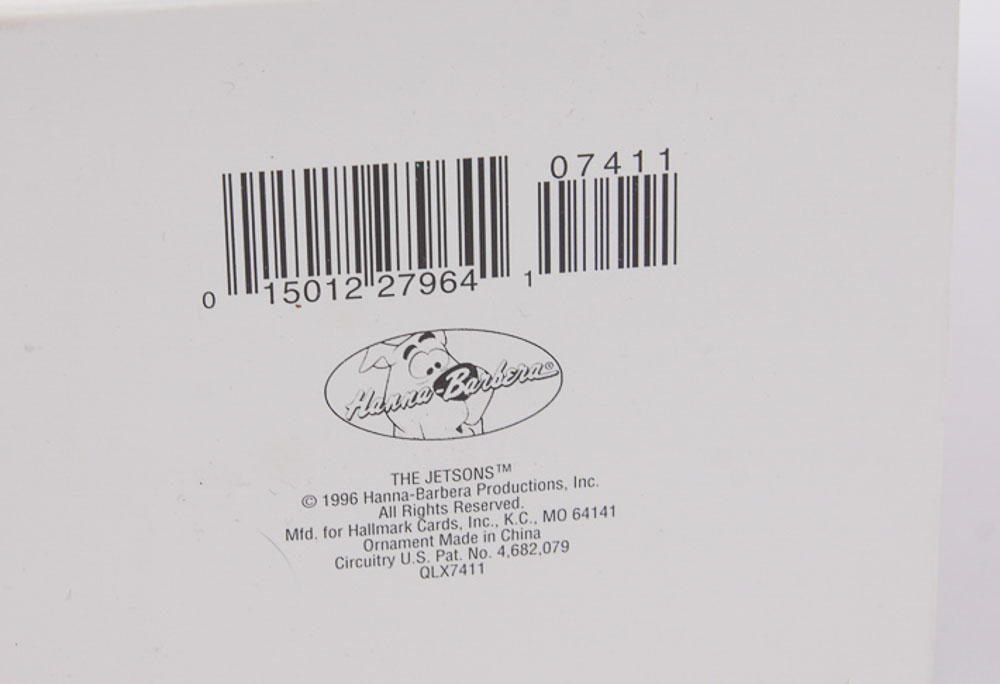 07411
0 15012 27964 1
Hanna-Barbera®
THE JETSONS™
© 1996 Hanna-Barbera Productions, Inc.
All Rights Reserved.
Mfd. for Hallmark Cards, Inc., K.C., MO 64141
Ornament Made in China
Circuitry U.S. Pat. No. 4,682,079
QLX7411